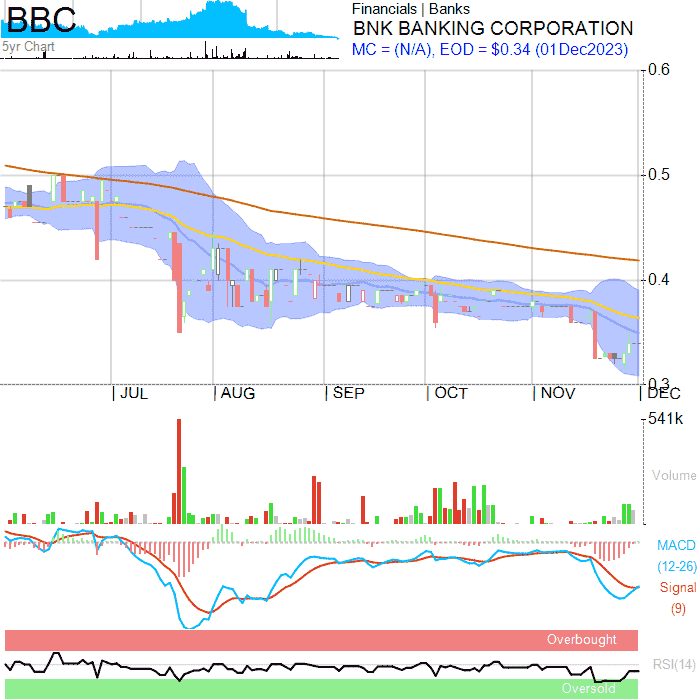 BBC
5yr Chart
Financials | Banks
BNK BANKING CORPORATION
MC = (N/A), EOD = $0.34 (01Dec2023)
0.6
0.5
0.4
0.3
JUL
AUG
SEP
OCT
NOV
DEC
541k
Volume
MACD
(12-26)
Signal
(9)
Overbought
RSI(14)
Oversold